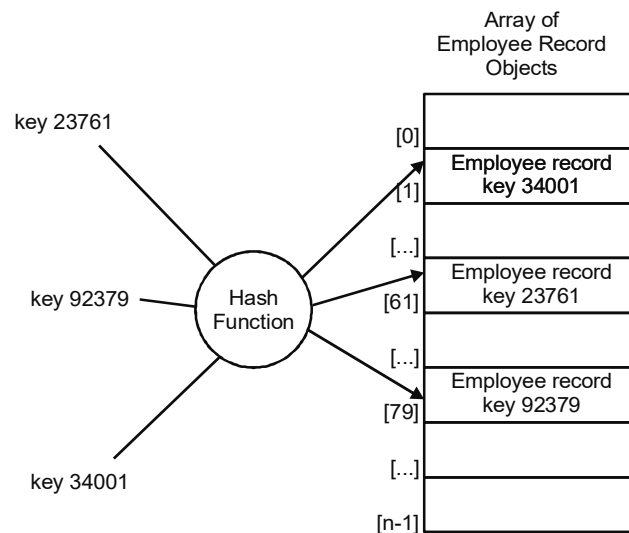 Array of
Employee Record
Objects
key 23761
[0]
Employee record
key 34001
[1]
[...]
Employee record
key 23761
key 92379
Hash
Function
[61]
[...]
Employee record
key 92379
[79]
key 34001
[...]
[n-1]